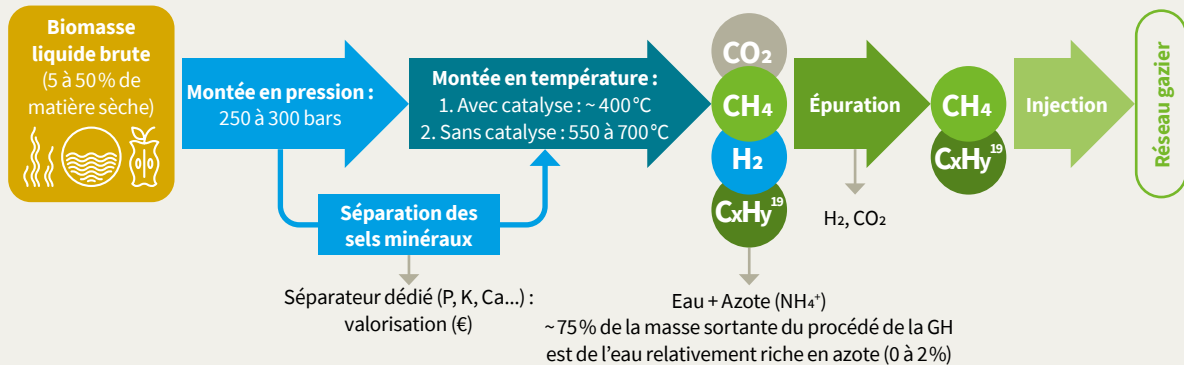 Biomasse
liquide brute
(5 à 50 % de
matière sèche)
Montée en pression :
250 à 300 bars
Séparation des
sels minéraux
Séparateur dédié (P, K, Ca...) :
valorisation (€)
Montée en température :
1. Avec catalyse : ~ 400 °C
2. Sans catalyse : 550 à 700 °C
CO₂
CH₄
H₂
CxHy¹⁹
Eau + Azote (NH₄⁺)
~ 75 % de la masse sortante du procédé de la GH
est de l'eau relativement riche en azote (0 à 2 %)
Épuration
H₂, CO₂
CH₄
CxHy¹⁹
Injection
Réseau gazier